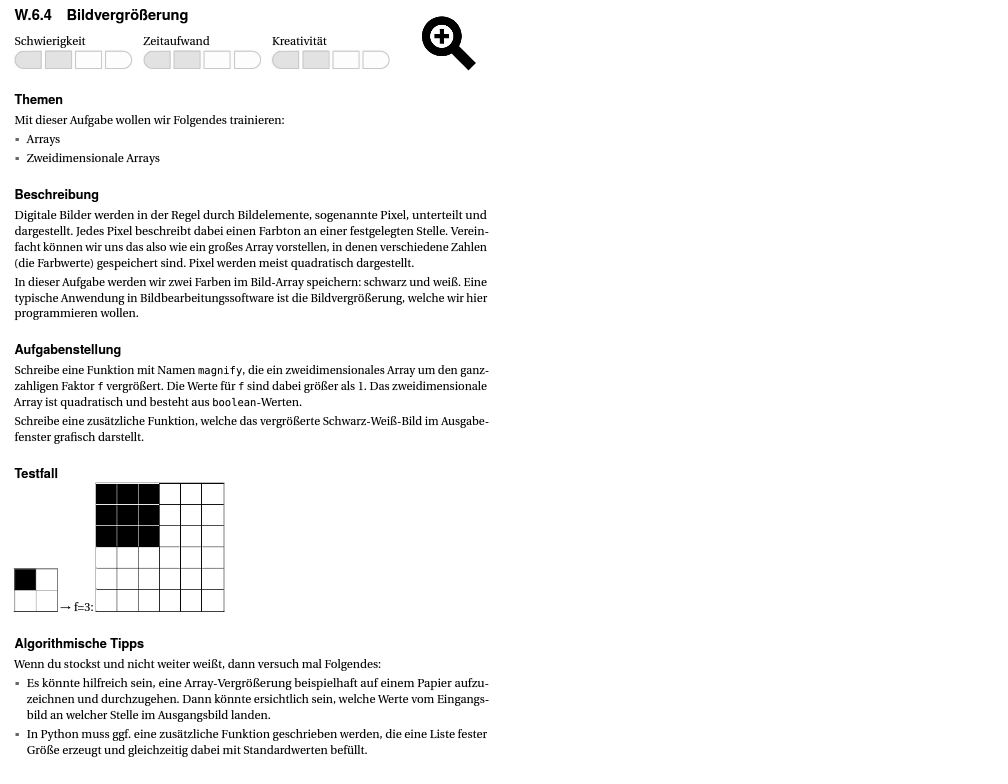 W.6.4 Bildvergrößerung
Schwierigkeit Zeitaufwand Kreativität
Themen
Mit dieser Aufgabe wollen wir Folgendes trainieren:
▪ Arrays
▪ Zweidimensionale Arrays
Beschreibung
Digitale Bilder werden in der Regel durch Bildelemente, sogenannte Pixel, unterteilt und
dargestellt. Jedes Pixel beschreibt dabei einen Farbton an einer festgelegten Stelle. Verein-
facht können wir uns das also wie ein großes Array vorstellen, in denen verschiedene Zahlen
(die Farbwerte) gespeichert sind. Pixel werden meist quadratisch dargestellt.
In dieser Aufgabe werden wir zwei Farben im Bild-Array speichern: schwarz und weiß. Eine
typische Anwendung in Bildbearbeitungssoftware ist die Bildvergrößerung, welche wir hier
programmieren wollen.
Aufgabenstellung
Schreibe eine Funktion mit Namen magnify, die ein zweidimensionales Array um den ganz-
zahligen Faktor f vergrößert. Die Werte für f sind dabei größer als 1. Das zweidimensionale
Array ist quadratisch und besteht aus boolean-Werten.
Schreibe eine zusätzliche Funktion, welche das vergrößerte Schwarz-Weiß-Bild im Ausgabe-
fenster grafisch darstellt.
Testfall
→ f=3:
Algorithmische Tipps
Wenn du stockst und nicht weiter weißt, dann versuch mal Folgendes:
▪ Es könnte hilfreich sein, eine Array-Vergrößerung beispielhaft auf einem Papier aufzu-
zeichnen und durchzugehen. Dann könnte ersichtlich sein, welche Werte vom Eingangs-
bild an welcher Stelle im Ausgangsbild landen.
▪ In Python muss ggf. eine zusätzliche Funktion geschrieben werden, die eine Liste fester
Größe erzeugt und gleichzeitig dabei mit Standardwerten befüllt.